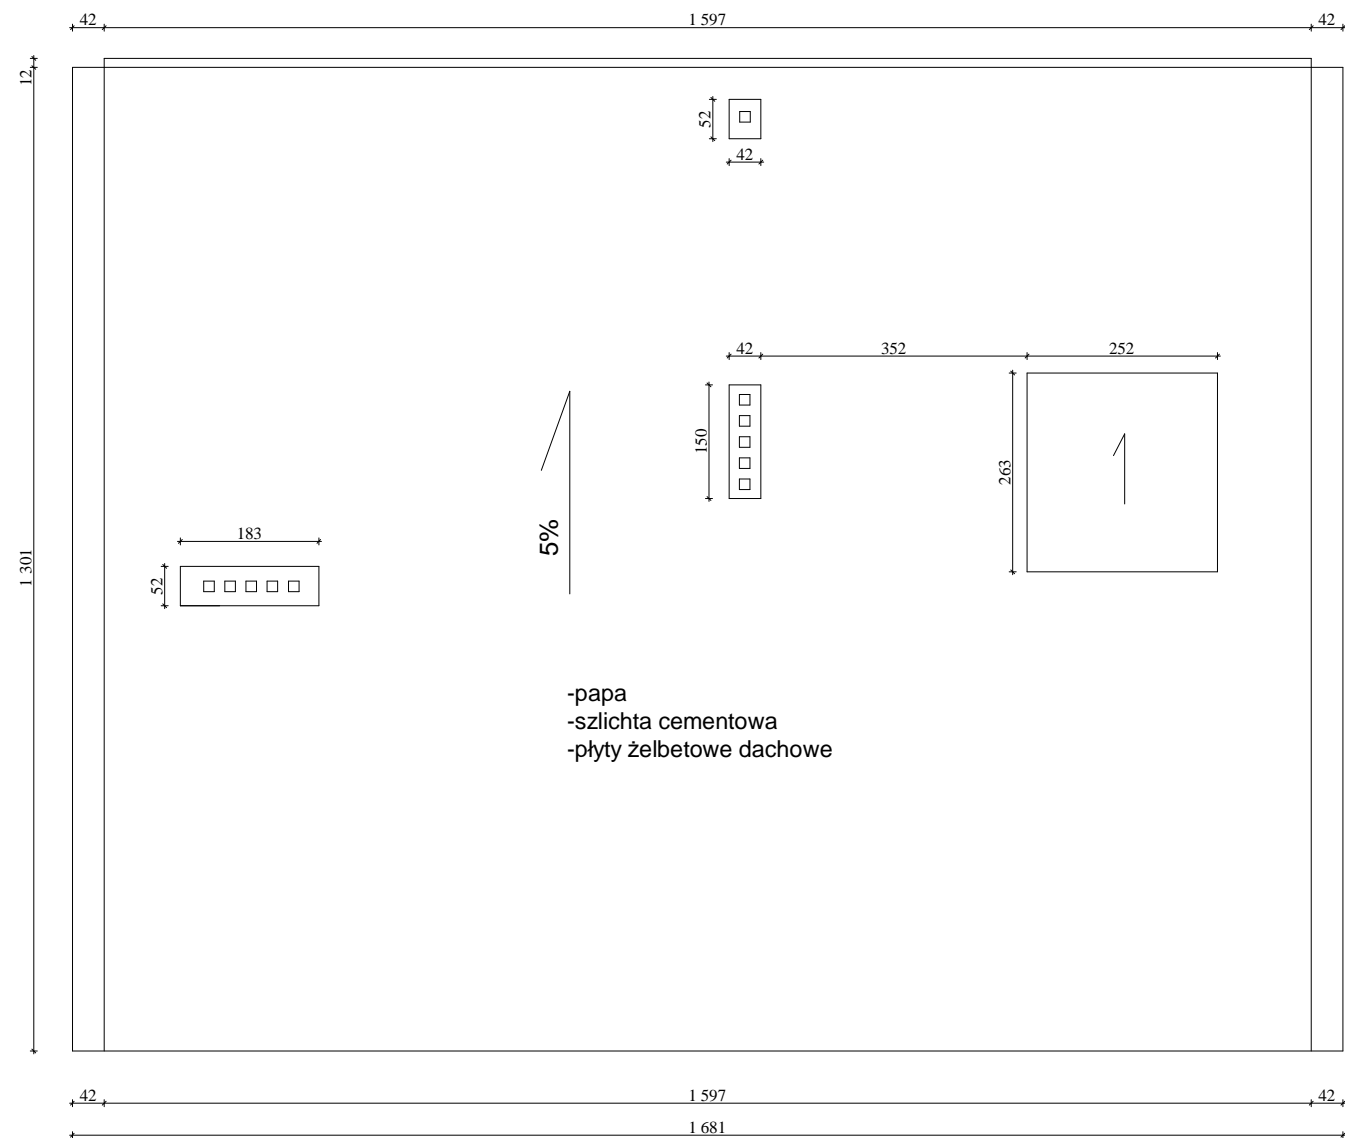 42 1 597 42
12
52
42
42 352 252
150
263
183
5%
52
1 301
-papa
-szlichta cementowa
-płyty żelbetowe dachowe
42 1 597 42
1 681